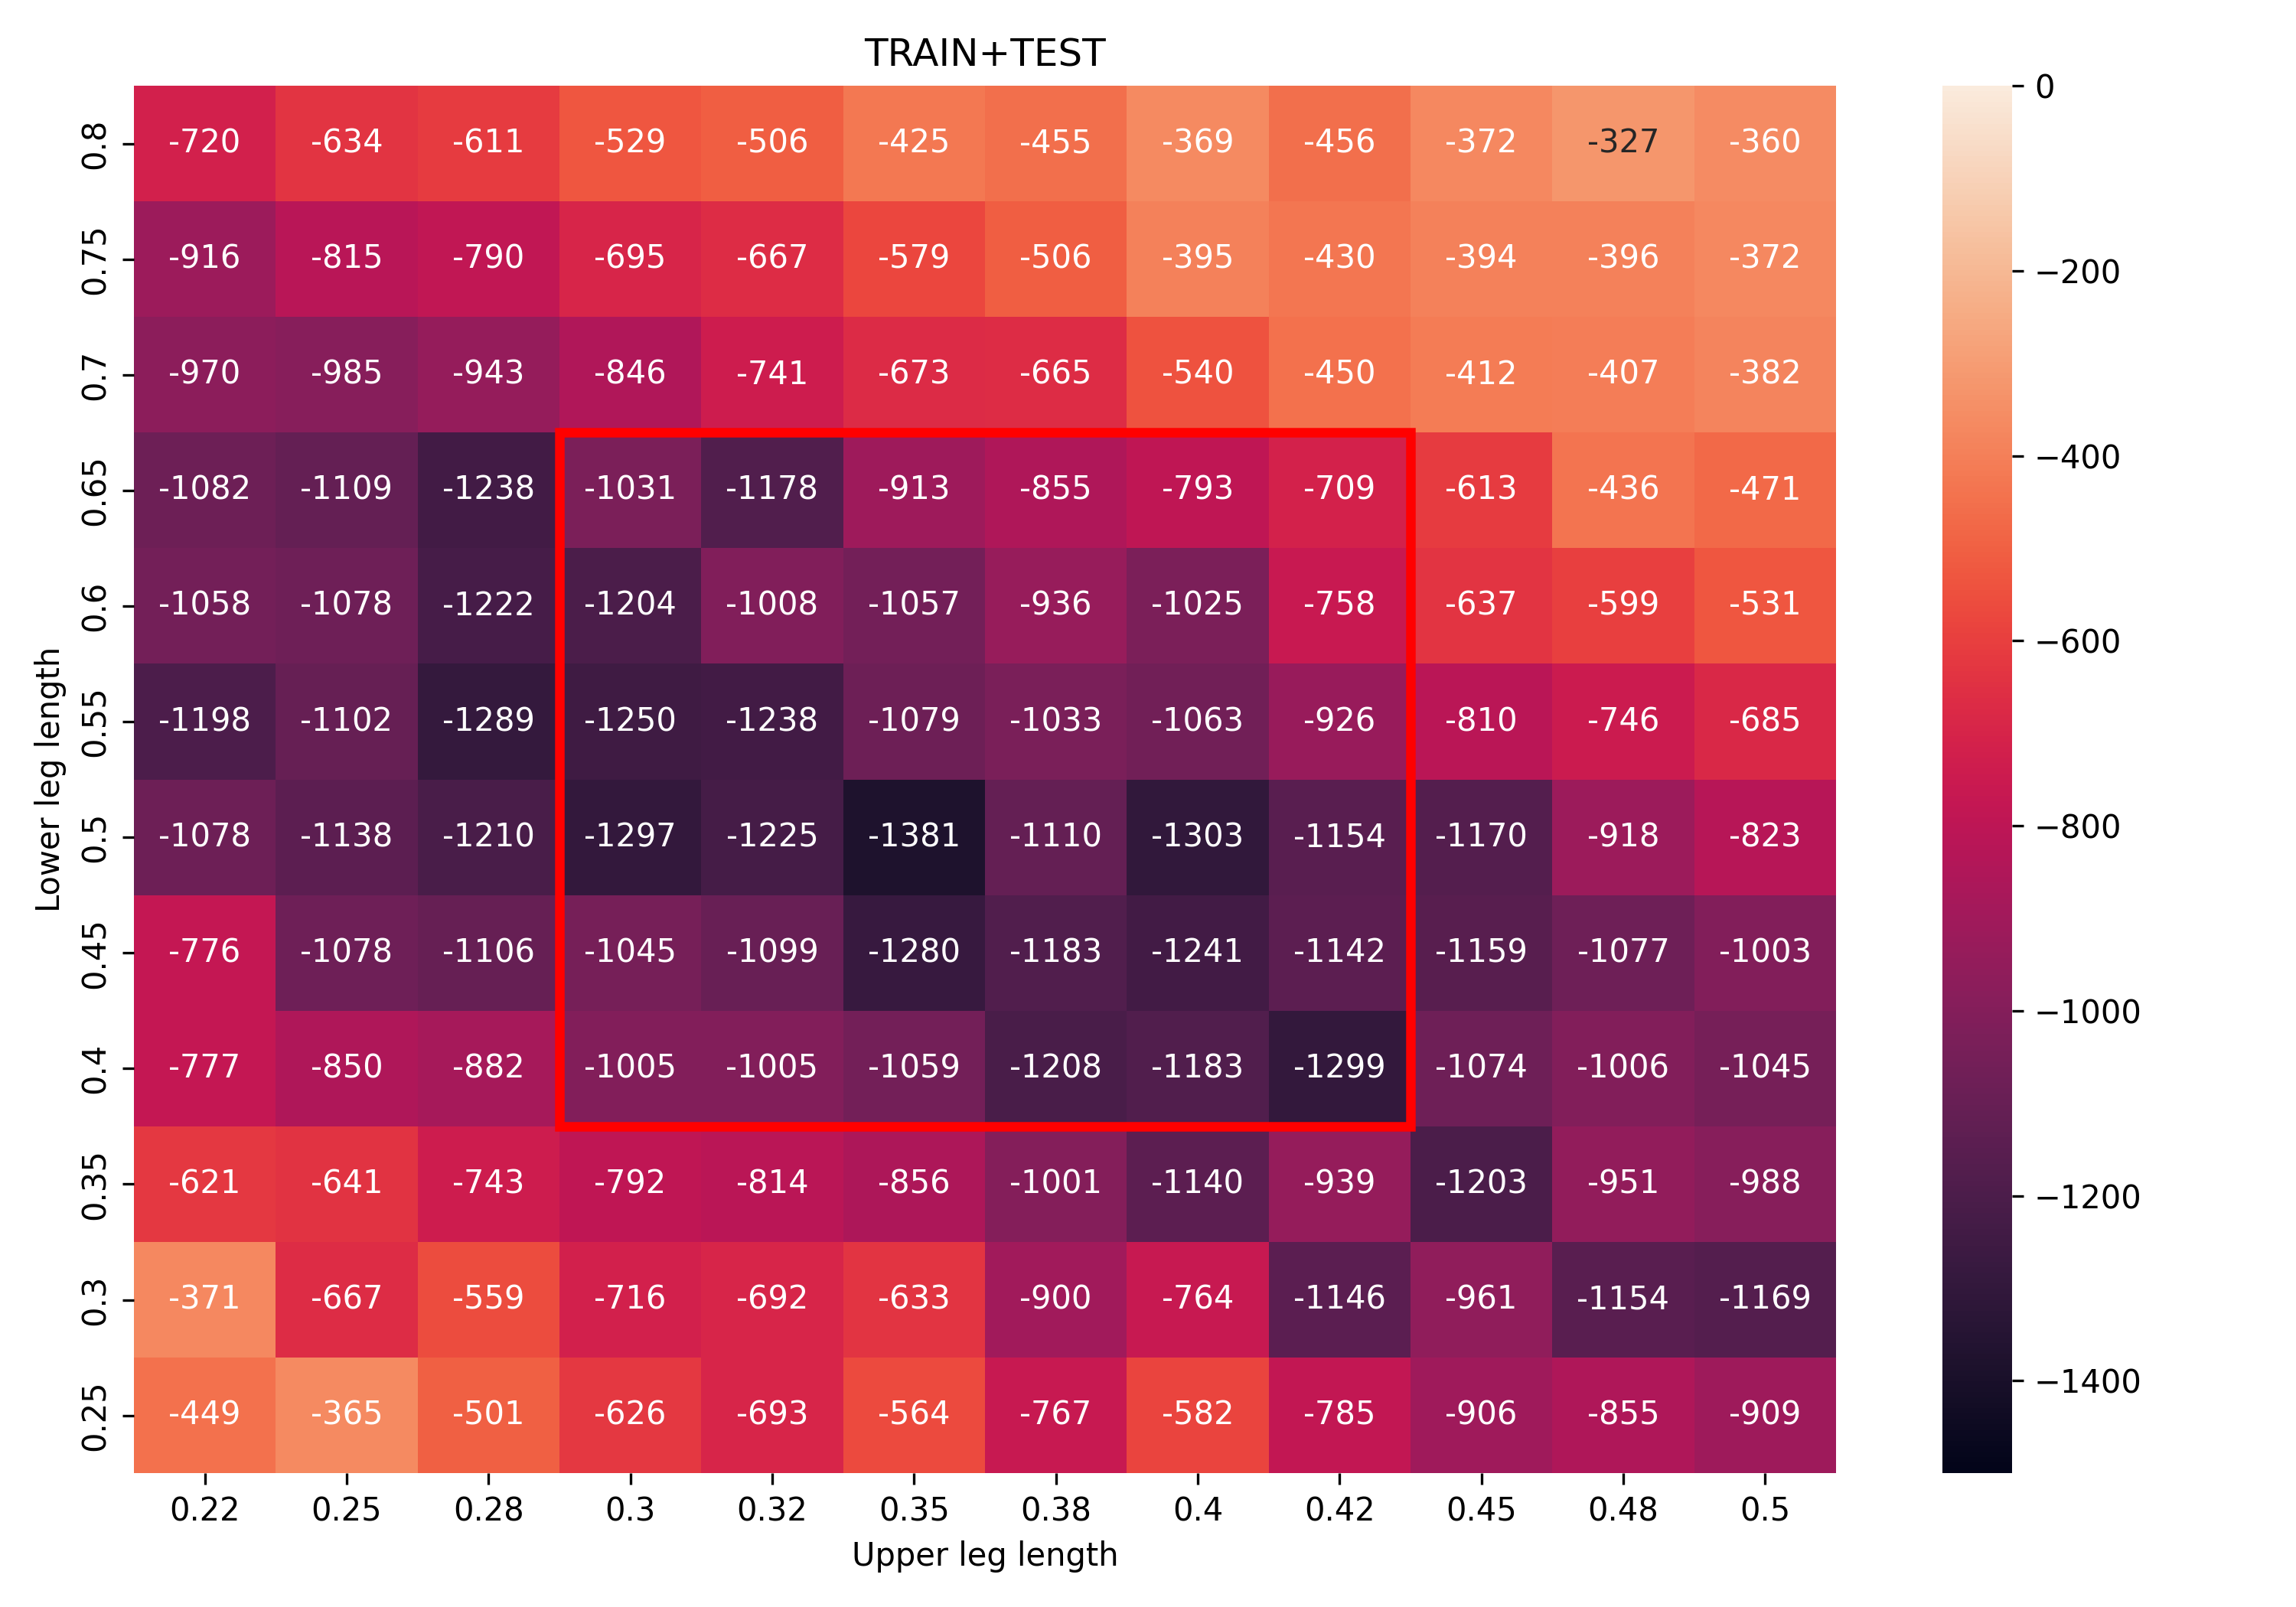 TRAIN+TEST
0.8 -720 -634 -611 -529 -506 -425 -455 -369 -456 -372 -327 -360
0.75 -916 -815 -790 -695 -667 -579 -506 -395 -430 -394 -396 -372
0.7 -970 -985 -943 -846 -741 -673 -665 -540 -450 -412 -407 -382
0.65 -1082 -1109 -1238 -1031 -1178 -913 -855 -793 -709 -613 -436 -471
0.6 -1058 -1078 -1222 -1204 -1008 -1057 -936 -1025 -758 -637 -599 -531
0.55 -1198 -1102 -1289 -1250 -1238 -1079 -1033 -1063 -926 -810 -746 -685
0.5 -1078 -1138 -1210 -1297 -1225 -1381 -1110 -1303 -1154 -1170 -918 -823
0.45 -776 -1078 -1106 -1045 -1099 -1280 -1183 -1241 -1142 -1159 -1077 -1003
0.4 -777 -850 -882 -1005 -1005 -1059 -1208 -1183 -1299 -1074 -1006 -1045
0.35 -621 -641 -743 -792 -814 -856 -1001 -1140 -939 -1203 -951 -988
0.3 -371 -667 -559 -716 -692 -633 -900 -764 -1146 -961 -1154 -1169
0.25 -449 -365 -501 -626 -693 -564 -767 -582 -785 -906 -855 -909
0.22 0.25 0.28 0.3 0.32 0.35 0.38 0.4 0.42 0.45 0.48 0.5
Upper leg length
Lower leg length
0
−200
−400
−600
−800
−1000
−1200
−1400